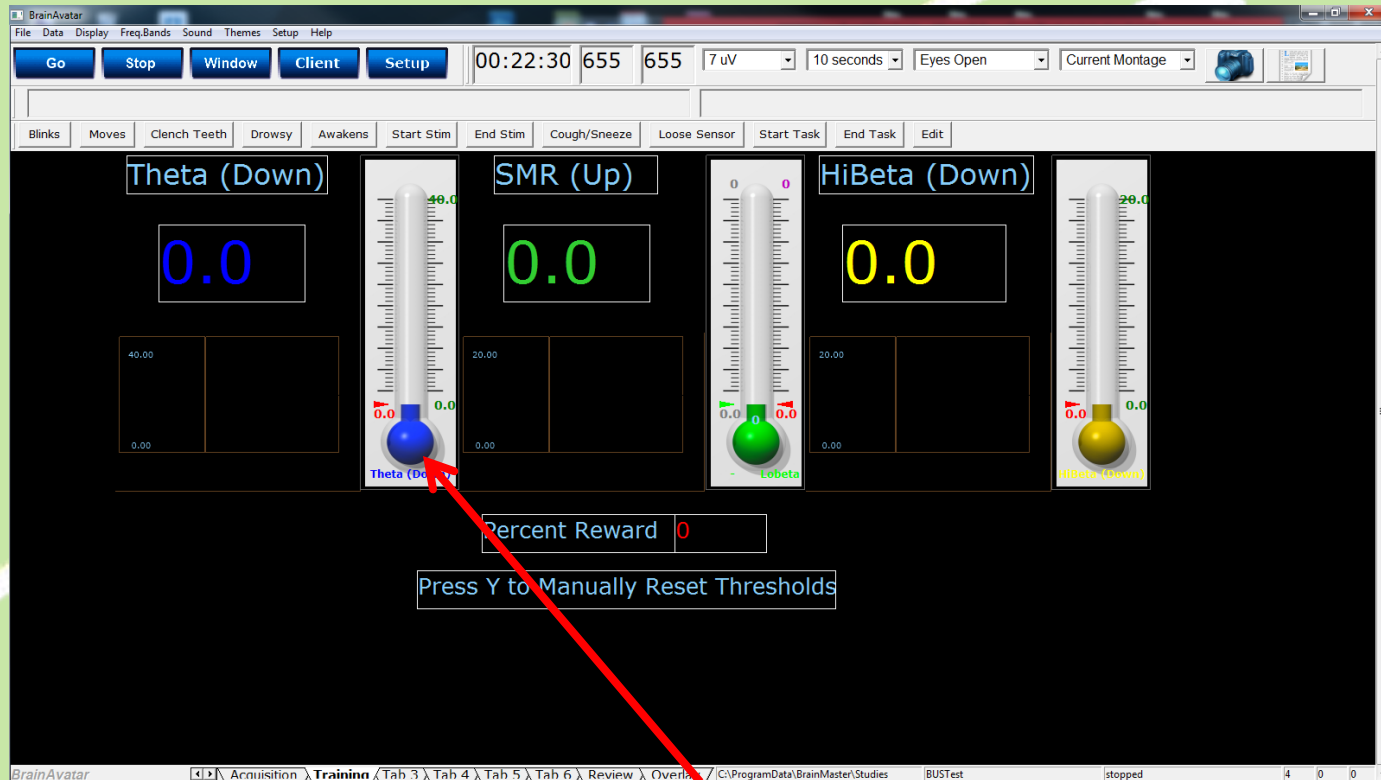 BrainAvatar
File Data Display Freq.Bands Sound Themes Setup Help
Go Stop Window Client Setup 00:22:30 655 655 7 uV 10 seconds Eyes Open Current Montage
Blinks Moves Clench Teeth Drowsy Awakens Start Stim End Stim Cough/Sneeze Loose Sensor Start Task End Task Edit
Theta (Down) SMR (Up) HiBeta (Down)
0 0
40.0 20.0
0.0 0.0 0.0
40.00 20.00 20.00
0.0 0.0 0.0 0 0.0 0.0 0.0
0.00 0.00 0.00
Theta (Down) - Lobeta HiBeta (Down)
Percent Reward 0
Press Y to Manually Reset Thresholds
BrainAvatar Acquisition Training Tab 3 Tab 4 Tab 5 Tab 6 Review Overlay C:\ProgramData\BrainMaster\Studies BUSTest stopped 4 0 0